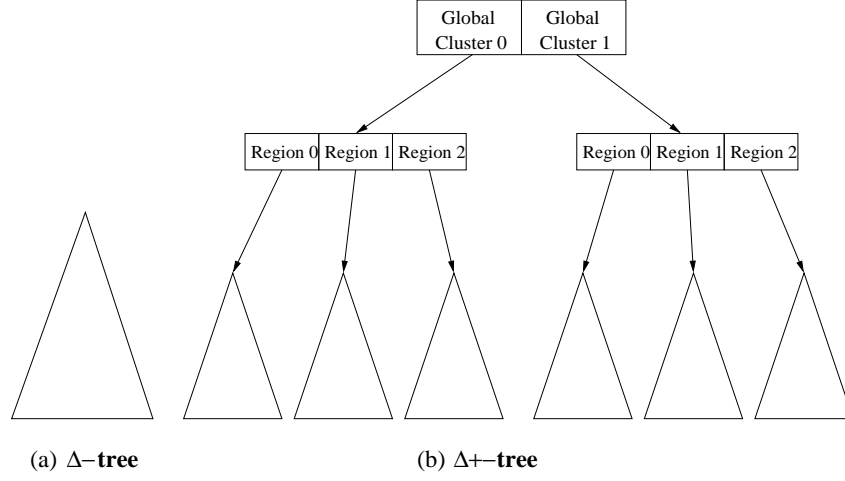 Global Cluster 0
Global Cluster 1
Region 0 Region 1 Region 2
Region 0 Region 1 Region 2
(a) Δ−tree
(b) Δ+−tree